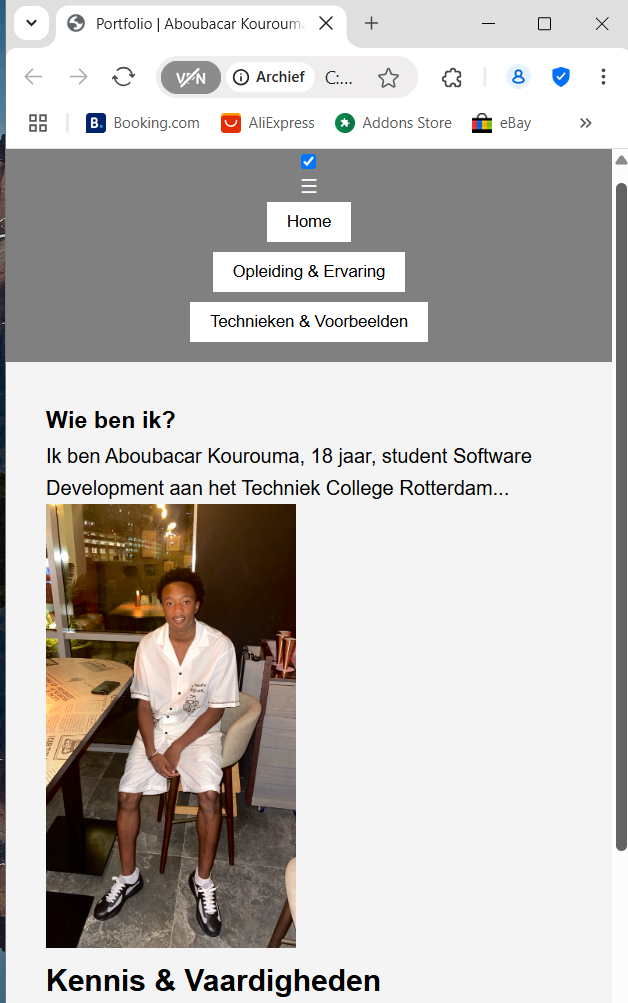 Portfolio | Aboubacar Kourouma
VPN
Archief
C:...
B.
Booking.com
AliExpress
Addons Store
eBay
»
☰
Home
Opleiding & Ervaring
Technieken & Voorbeelden
Wie ben ik?
Ik ben Aboubacar Kourouma, 18 jaar, student Software
Development aan het Techniek College Rotterdam...
Kennis & Vaardigheden